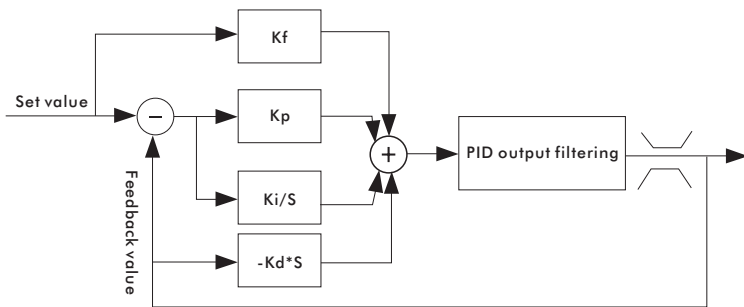 Kf
Set value
−
Kp
+
PID output filtering
Feedback value
Ki/S
-Kd*S